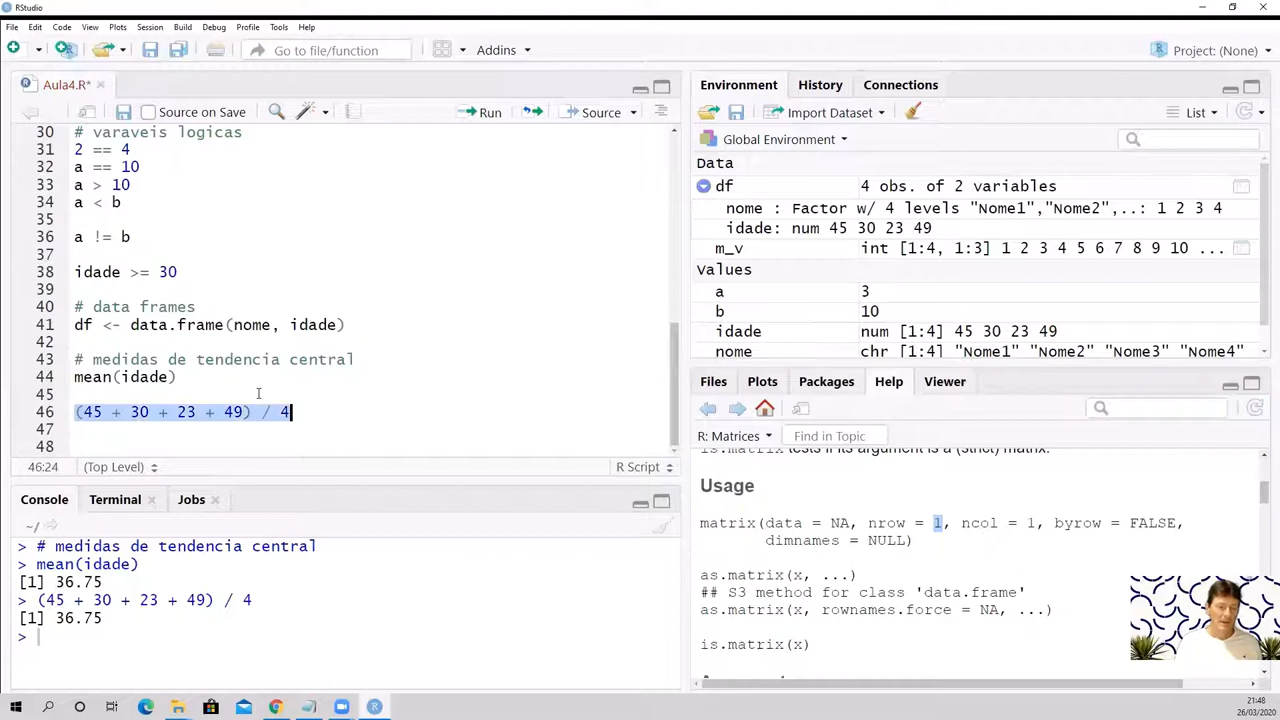 RStudio
File Edit Code View Plots Session Build Debug Profile Tools Help
Go to file/function Addins Project: (None)
Aula4.R*
Source on Save Run Source
30 # varaveis logicas
31 2 == 4
32 a == 10
33 a > 10
34 a < b
35
36 a != b
37
38 idade >= 30
39
40 # data frames
41 df <- data.frame(nome, idade)
42
43 # medidas de tendencia central
44 mean(idade)
45
46 (45 + 30 + 23 + 49) / 4
47
48
46:24 (Top Level) R Script
Console Terminal Jobs
~/
> # medidas de tendencia central
> mean(idade)
[1] 36.75
> (45 + 30 + 23 + 49) / 4
[1] 36.75
>
Environment History Connections
Import Dataset List
Global Environment
Data
df 4 obs. of 2 variables
nome : Factor w/ 4 levels "Nome1","Nome2",..: 1 2 3 4
idade: num 45 30 23 49
m_v int [1:4, 1:3] 1 2 3 4 5 6 7 8 9 10 ...
Values
a 3
b 10
idade num [1:4] 45 30 23 49
nome chr [1:4] "Nome1" "Nome2" "Nome3" "Nome4"
Files Plots Packages Help Viewer
R: Matrices Find in Topic
is.matrix tests if its argument is a (strict) matrix.
Usage
matrix(data = NA, nrow = 1, ncol = 1, byrow = FALSE,
dimnames = NULL)
as.matrix(x, ...)
## S3 method for class 'data.frame'
as.matrix(x, rownames.force = NA, ...)
is.matrix(x)
21:48
26/03/2020